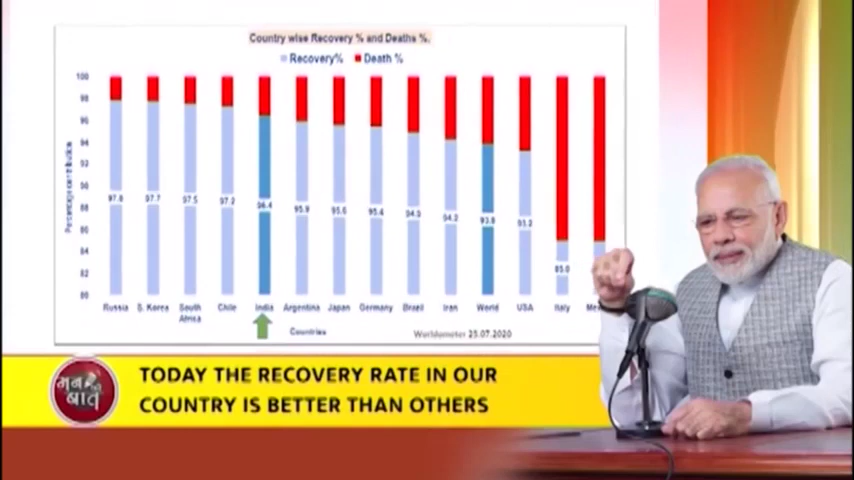 Country wise Recovery % and Deaths %.
Recovery% Death %
Percentage contribution
100
98
96
94
92
90
88
86
84
82
80
97.8 97.7 97.5 97.2 96.4 95.9 95.6 95.4 94.2 93.9 93.2 85.0
Russia S. Korea South Africa Chile India Argentina Japan Germany Brazil Iran World USA Italy
Countries
Worldometer 25.07.2020
मन की बात
TODAY THE RECOVERY RATE IN OUR
COUNTRY IS BETTER THAN OTHERS